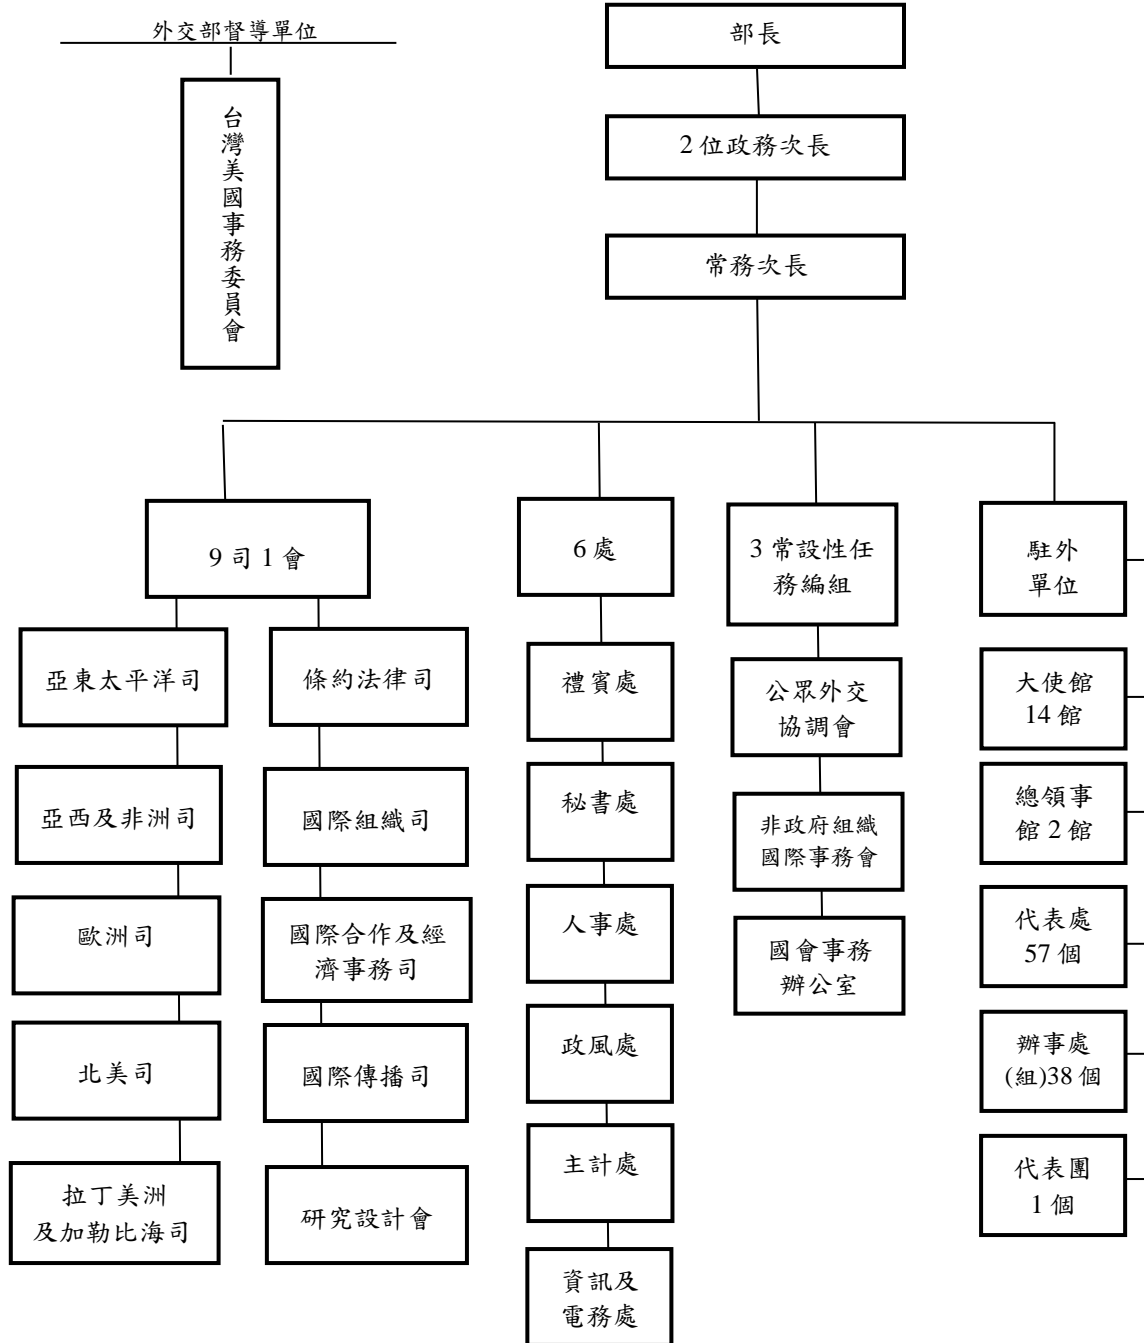 外交部督導單位
台灣美國事務委員會
部長
2位政務次長
常務次長
9司1會
亞東太平洋司
亞西及非洲司
歐洲司
北美司
拉丁美洲
及加勒比海司
條約法律司
國際組織司
國際合作及經
濟事務司
國際傳播司
研究設計會
6處
禮賓處
秘書處
人事處
政風處
主計處
資訊及
電務處
3常設性任
務編組
公眾外交
協調會
非政府組織
國際事務會
國會事務
辦公室
駐外
單位
大使館
14館
總領事
館2館
代表處
57個
辦事處
(組)38個
代表團
1個